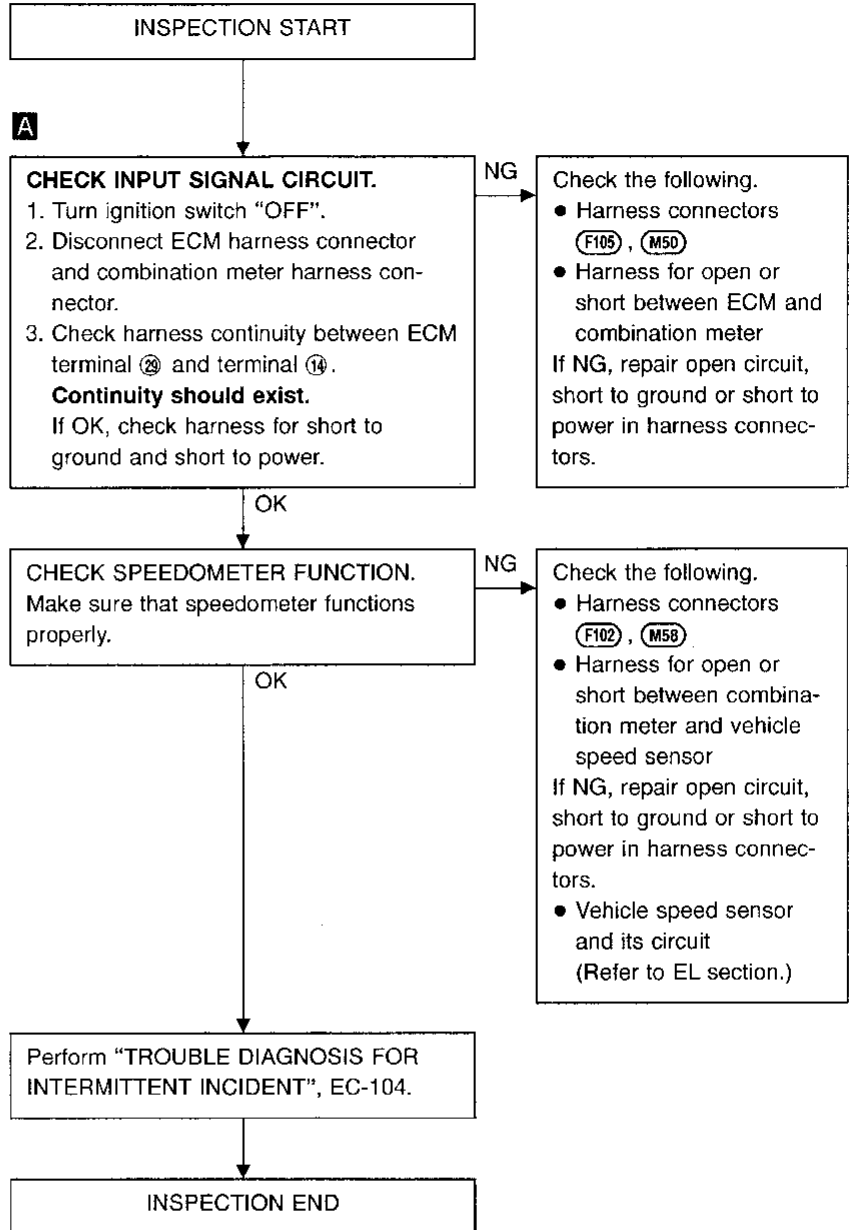 INSPECTION START
A
CHECK INPUT SIGNAL CIRCUIT.
1. Turn ignition switch “OFF”.
2. Disconnect ECM harness connector
and combination meter harness con-
nector.
3. Check harness continuity between ECM
terminal ㉙ and terminal ⑭.
Continuity should exist.
If OK, check harness for short to
ground and short to power.
NG
Check the following.
● Harness connectors
F105 , M50
● Harness for open or
short between ECM and
combination meter
If NG, repair open circuit,
short to ground or short to
power in harness connec-
tors.
OK
CHECK SPEEDOMETER FUNCTION.
Make sure that speedometer functions
properly.
NG
Check the following.
● Harness connectors
F102 , M58
● Harness for open or
short between combina-
tion meter and vehicle
speed sensor
If NG, repair open circuit,
short to ground or short to
power in harness connec-
tors.
● Vehicle speed sensor
and its circuit
(Refer to EL section.)
OK
Perform “TROUBLE DIAGNOSIS FOR
INTERMITTENT INCIDENT”, EC-104.
INSPECTION END